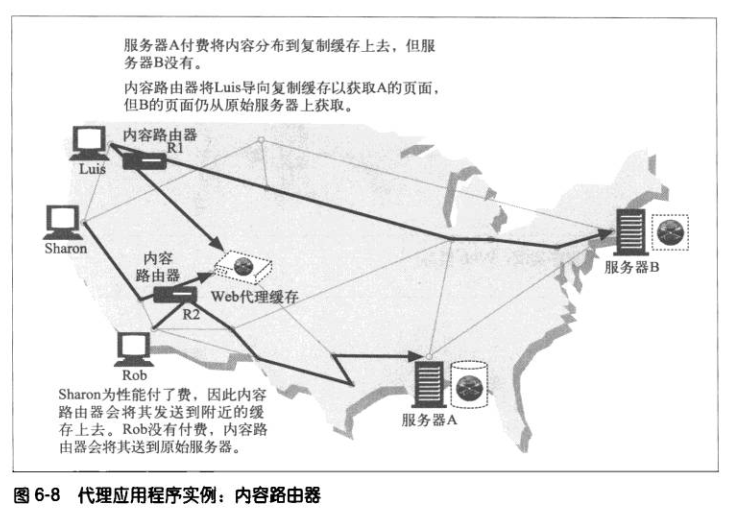 服务器A付费将内容分布到复制缓存上去，但服
务器B没有。
内容路由器将Luis导向复制缓存以获取A的页面，
但B的页面仍从原始服务器上获取。
内容路由器
R1
Luis
Sharon
内容
路由器
R2
Web代理缓存
服务器B
Rob
服务器A
Sharon为性能付了费，因此内容
路由器会将其发送到附近的缓
存上去。Rob没有付费，内容路
由器会将其送到原始服务器。
图 6-8 代理应用程序实例：内容路由器